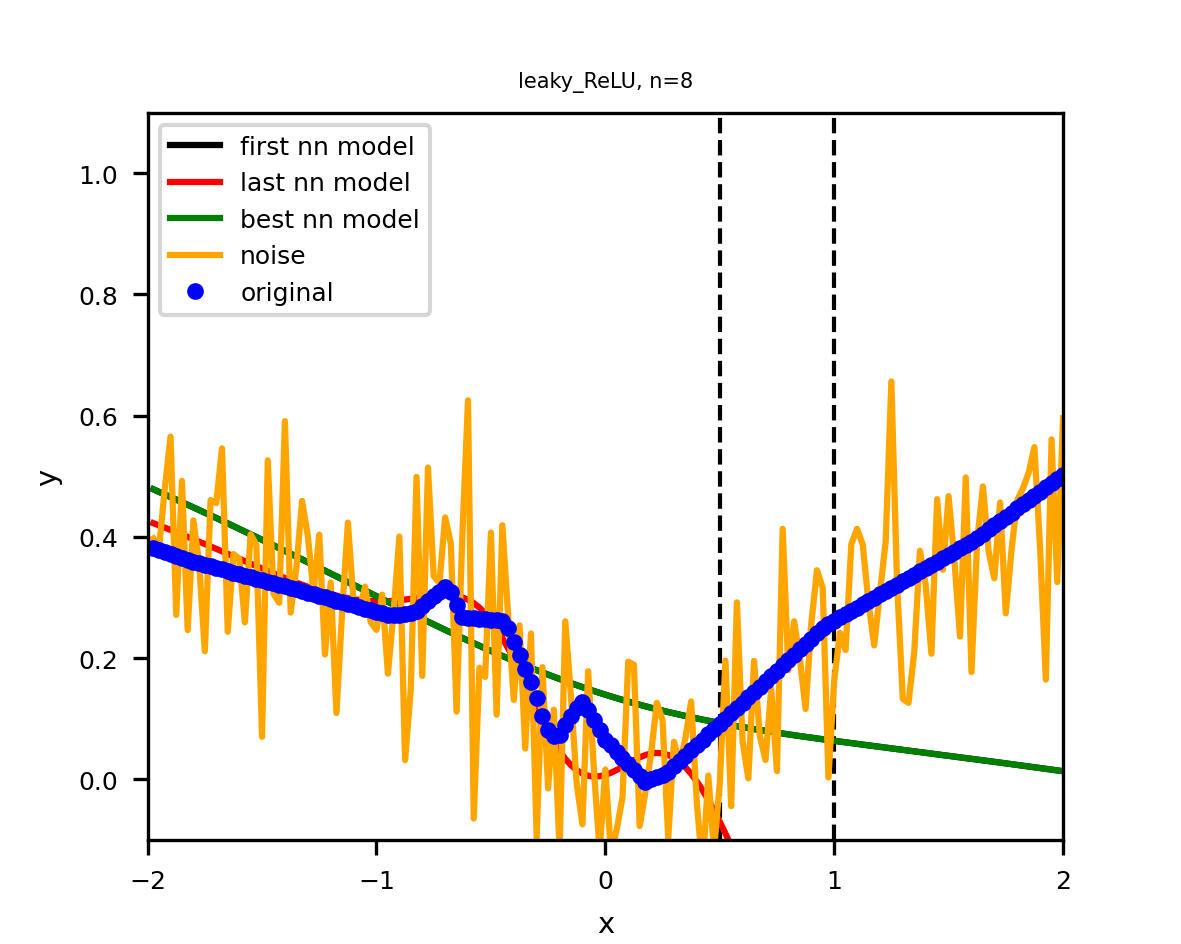 leaky_ReLU, n=8
first nn model
last nn model
best nn model
noise
original
1.0
0.8
0.6
0.4
0.2
0.0
y
−2
−1
0
1
2
x